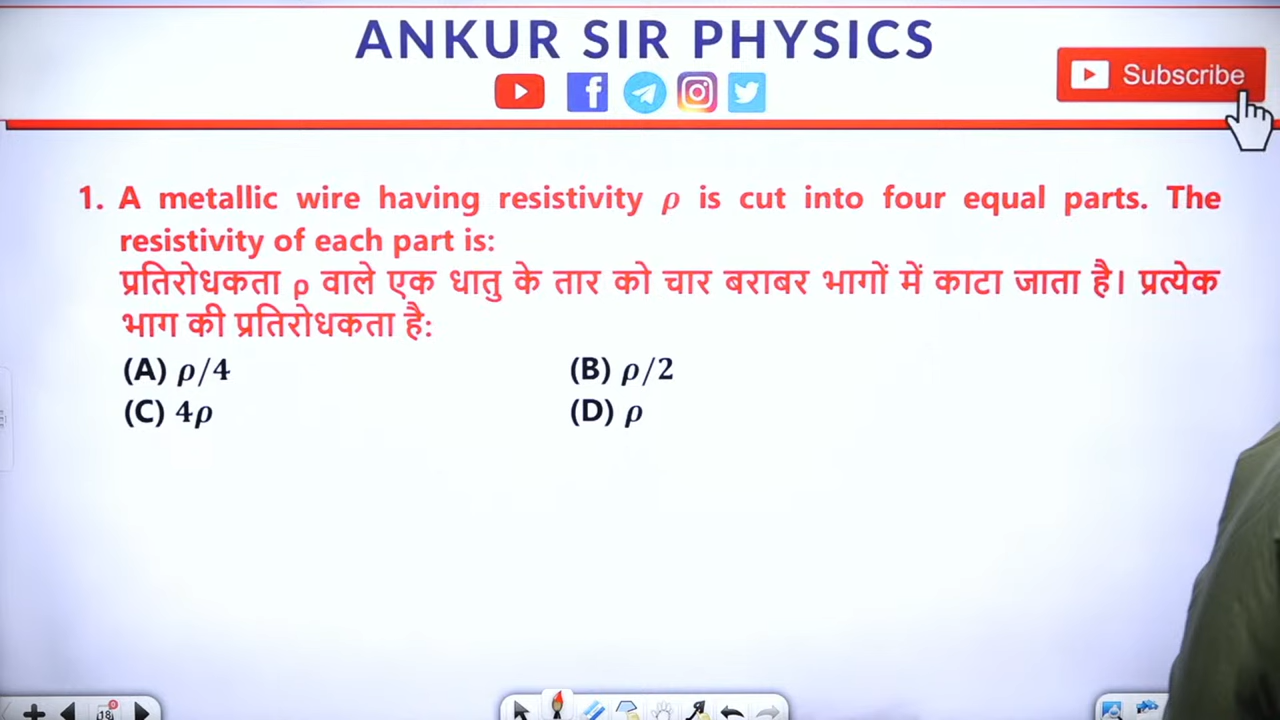 ANKUR SIR PHYSICS
Subscribe
1. A metallic wire having resistivity ρ is cut into four equal parts. The
resistivity of each part is:
प्रतिरोधकता ρ वाले एक धातु के तार को चार बराबर भागों में काटा जाता है। प्रत्येक
भाग की प्रतिरोधकता है:
(A) ρ/4 (B) ρ/2
(C) 4ρ (D) ρ
18